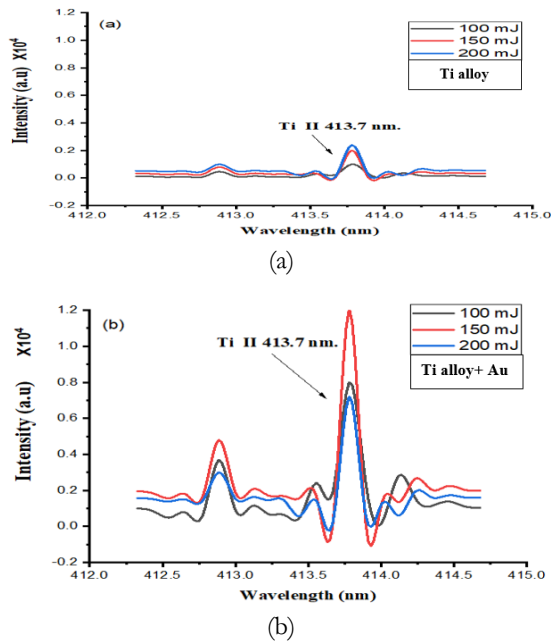 (a)
100 mJ
150 mJ
200 mJ
Ti alloy
Ti II 413.7 nm.
Intensity (a.u) X10⁴
1.2
1.0
0.8
0.6
0.4
0.2
0.0
-0.2
412.0 412.5 413.0 413.5 414.0 414.5 415.0
Wavelength (nm)
(a)
(b)
100 mJ
150 mJ
200 mJ
Ti alloy+ Au
Ti II 413.7 nm.
Intensity (a.u) X10⁴
1.2
1.0
0.8
0.6
0.4
0.2
0.0
-0.2
412.0 412.5 413.0 413.5 414.0 414.5 415.0
Wavelength (nm)
(b)